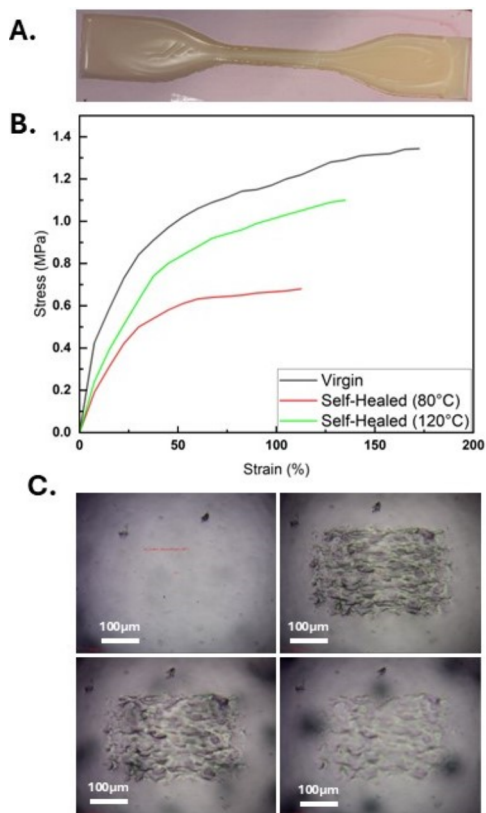 A.
B.
1.4
1.2
1.0
0.8
0.6
0.4
0.2
0.0
Stress (MPa)
Virgin
Self-Healed (80°C)
Self-Healed (120°C)
0
50
100
150
200
Strain (%)
C.
100µm
100µm
100µm
100µm